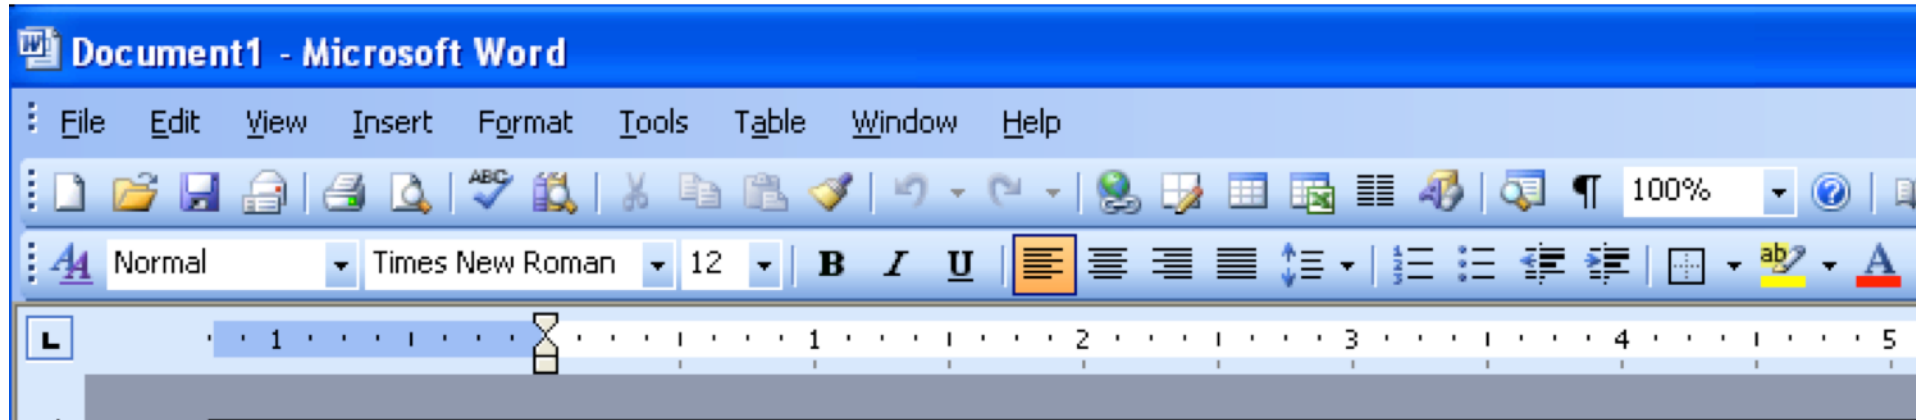 Document1 - Microsoft Word
File Edit View Insert Format Tools Table Window Help
ABC ¶ 100% ?
A4 Normal Times New Roman 12 B I U ab A
L 1 1 2 3 4 5